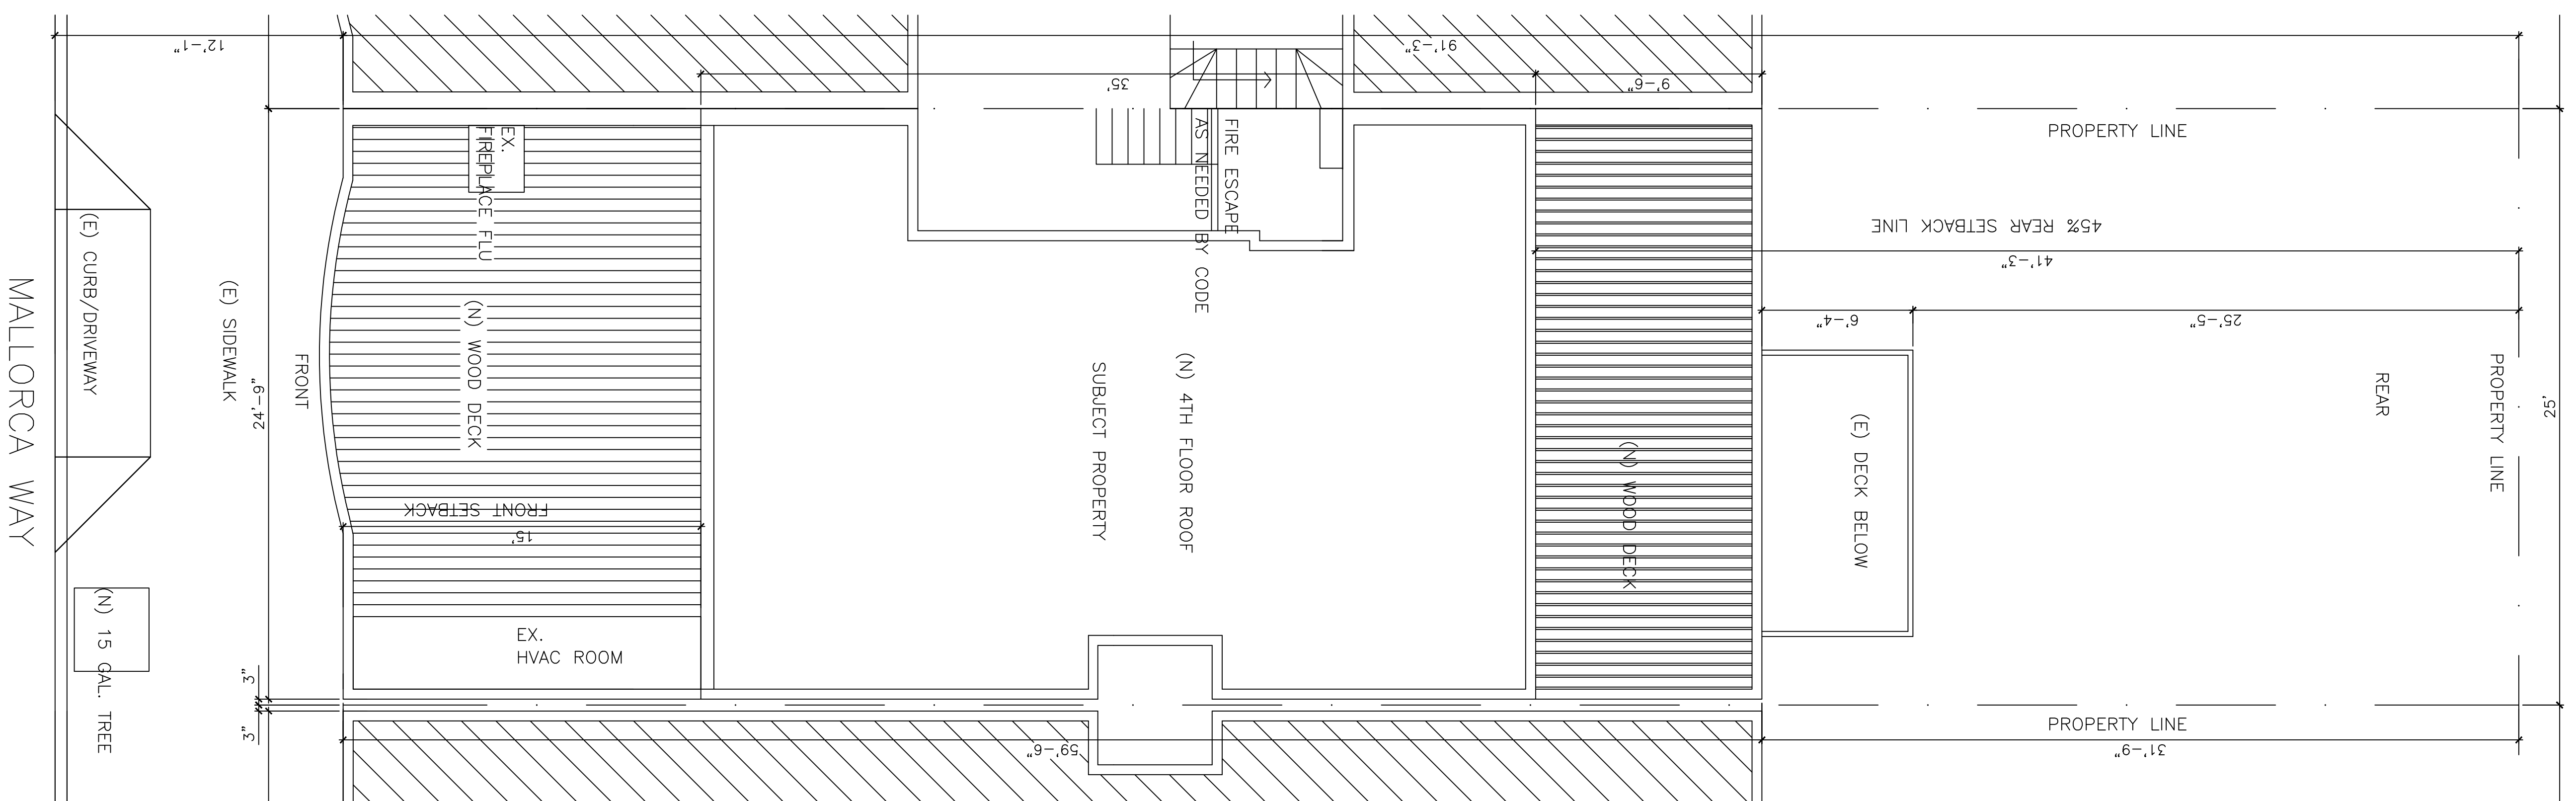 12'-1"
91'-3"
35'
9'-6"
PROPERTY LINE
EX.
FIREPLACE FLU
FIRE ESCAPE
AS NEEDED BY CODE
45% REAR SETBACK LINE
41'-3"
6'-4"
25'-5"
MALLORCA WAY
(E) CURB/DRIVEWAY
(E) SIDEWALK
24'-9"
FRONT
(N) WOOD DECK
FRONT SETBACK
15'
SUBJECT PROPERTY
(N) 4TH FLOOR ROOF
(N) WOOD DECK
(E) DECK BELOW
REAR
PROPERTY LINE
25'
(N) 15 GAL. TREE
EX.
HVAC ROOM
3"
3"
59'-6"
PROPERTY LINE
31'-9"